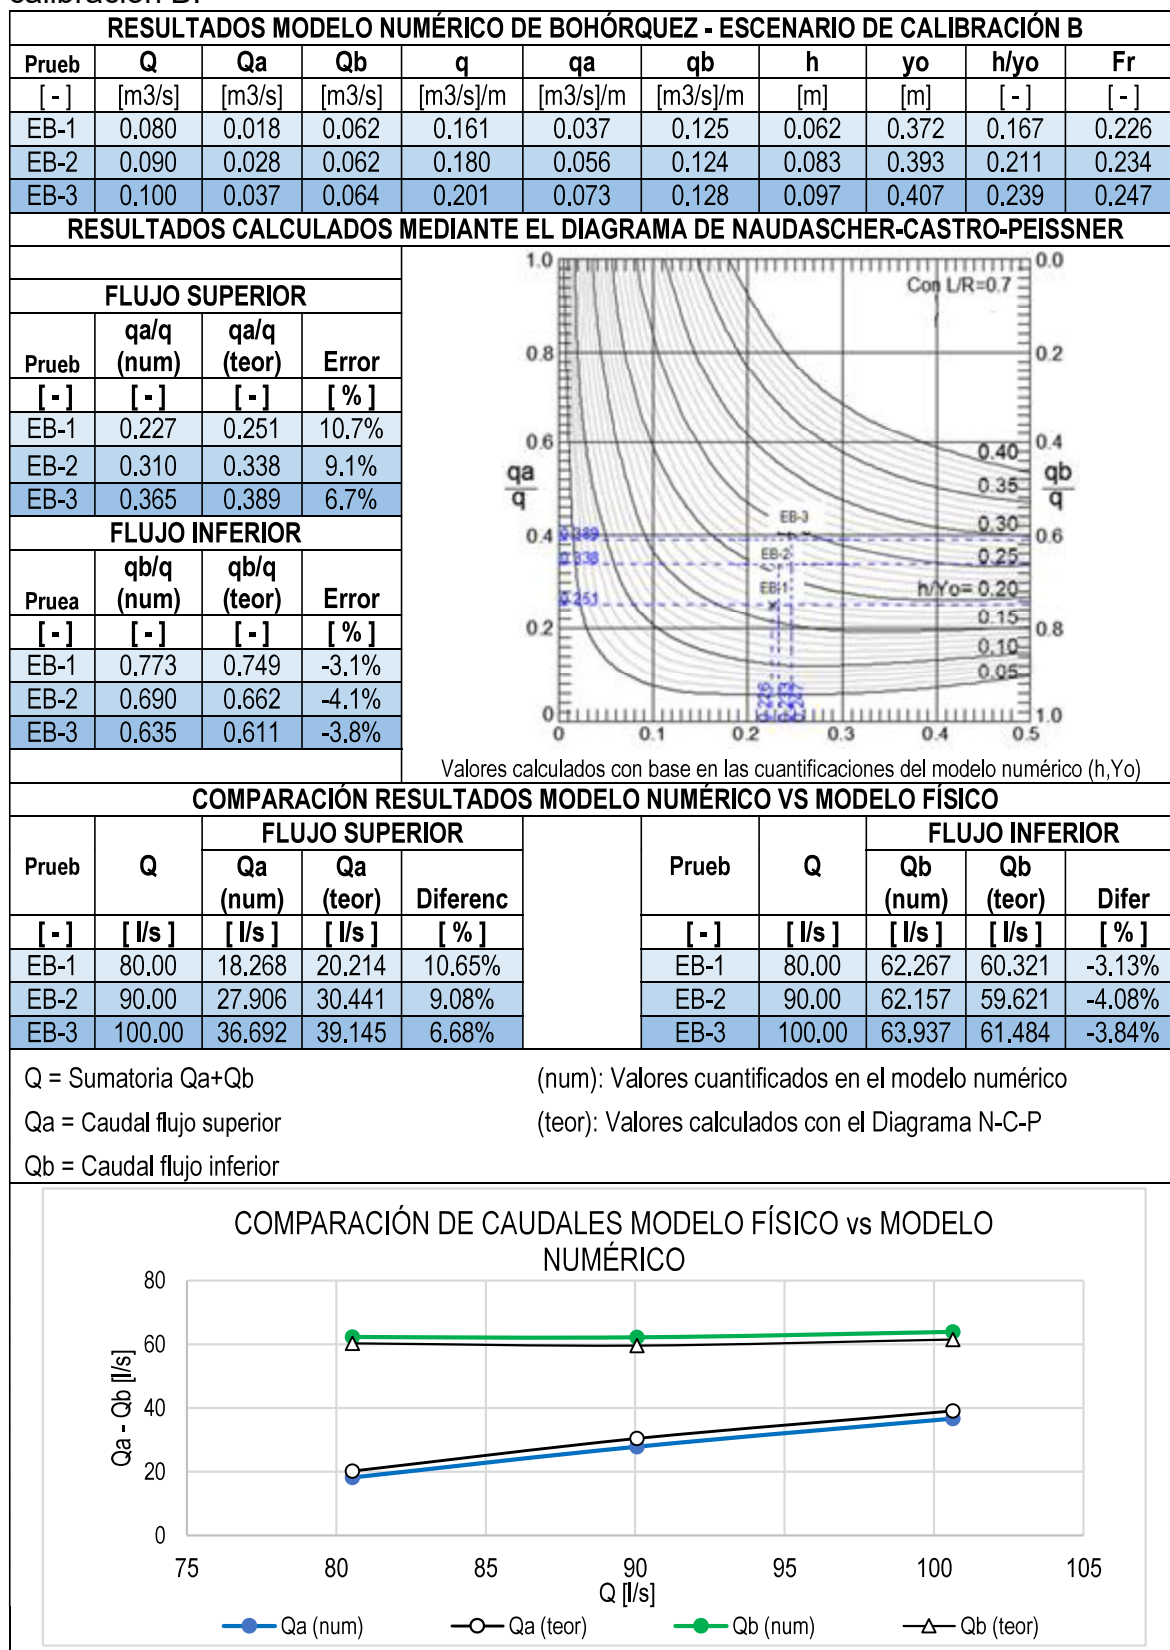 calibración B.
RESULTADOS MODELO NUMÉRICO DE BOHÓRQUEZ - ESCENARIO DE CALIBRACIÓN B
Prueb Q Qa Qb q qa qb h yo h/yo Fr
[ - ] [m3/s] [m3/s] [m3/s] [m3/s]/m [m3/s]/m [m3/s]/m [m] [m] [ - ] [ - ]
EB-1 0.080 0.018 0.062 0.161 0.037 0.125 0.062 0.372 0.167 0.226
EB-2 0.090 0.028 0.062 0.180 0.056 0.124 0.083 0.393 0.211 0.234
EB-3 0.100 0.037 0.064 0.201 0.073 0.128 0.097 0.407 0.239 0.247
RESULTADOS CALCULADOS MEDIANTE EL DIAGRAMA DE NAUDASCHER-CASTRO-PEISSNER
FLUJO SUPERIOR
Prueb qa/q (num) qa/q (teor) Error
[ - ] [ - ] [ - ] [ % ]
EB-1 0.227 0.251 10.7%
EB-2 0.310 0.338 9.1%
EB-3 0.365 0.389 6.7%
FLUJO INFERIOR
Pruea qb/q (num) qb/q (teor) Error
[ - ] [ - ] [ - ] [ % ]
EB-1 0.773 0.749 -3.1%
EB-2 0.690 0.662 -4.1%
EB-3 0.635 0.611 -3.8%
1.0 0.0
Con L/R=0.7
0.8 0.2
0.6 0.4
0.40
qa/q qb/q
0.35
0.30
EB-3
0.4 0.389 0.6
EB-2 0.25
0.338
EB-1 h/Yo= 0.20
0.251
0.15
0.2 0.8
0.10
0.05
0.226 0.233 0.247
0 1.0
0 0.1 0.2 0.3 0.4 0.5
Valores calculados con base en las cuantificaciones del modelo numérico (h,Yo)
COMPARACIÓN RESULTADOS MODELO NUMÉRICO VS MODELO FÍSICO
FLUJO SUPERIOR FLUJO INFERIOR
Prueb Q Qa (num) Qa (teor) Diferenc Prueb Q Qb (num) Qb (teor) Difer
[ - ] [ l/s ] [ l/s ] [ l/s ] [ % ] [ - ] [ l/s ] [ l/s ] [ l/s ] [ % ]
EB-1 80.00 18.268 20.214 10.65% EB-1 80.00 62.267 60.321 -3.13%
EB-2 90.00 27.906 30.441 9.08% EB-2 90.00 62.157 59.621 -4.08%
EB-3 100.00 36.692 39.145 6.68% EB-3 100.00 63.937 61.484 -3.84%
Q = Sumatoria Qa+Qb (num): Valores cuantificados en el modelo numérico
Qa = Caudal flujo superior (teor): Valores calculados con el Diagrama N-C-P
Qb = Caudal flujo inferior
COMPARACIÓN DE CAUDALES MODELO FÍSICO vs MODELO
NUMÉRICO
80
60
40
20
0
Qa - Qb [l/s]
75 80 85 90 95 100 105
Q [l/s]
Qa (num) Qa (teor) Qb (num) Qb (teor)